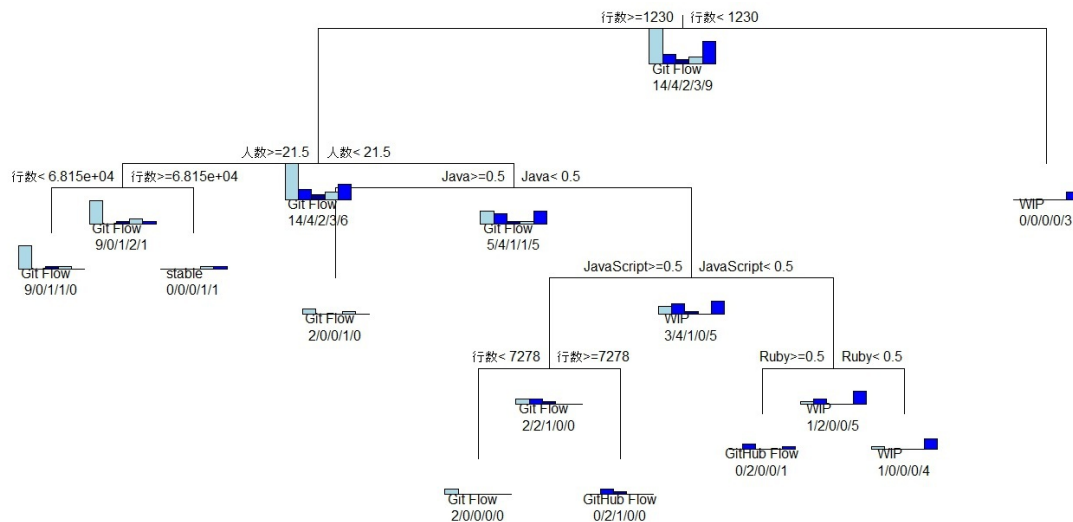 行数>=1230 行数< 1230
Git Flow
14/4/2/3/9
人数>=21.5 人数< 21.5
行数< 6.815e+04 行数>=6.815e+04
Git Flow
14/4/2/3/6
Java>=0.5 Java< 0.5
WIP
0/0/0/0/3
Git Flow
9/0/1/2/1
Git Flow
5/4/1/1/5
Git Flow
9/0/1/1/0
stable
0/0/0/1/1
JavaScript>=0.5 JavaScript< 0.5
Git Flow
2/0/0/1/0
WIP
3/4/1/0/5
行数< 7278 行数>=7278
Ruby>=0.5 Ruby< 0.5
Git Flow
2/2/1/0/0
WIP
1/2/0/0/5
GitHub Flow
0/2/0/0/1
WIP
1/0/0/0/4
Git Flow
2/0/0/0/0
GitHub Flow
0/2/1/0/0